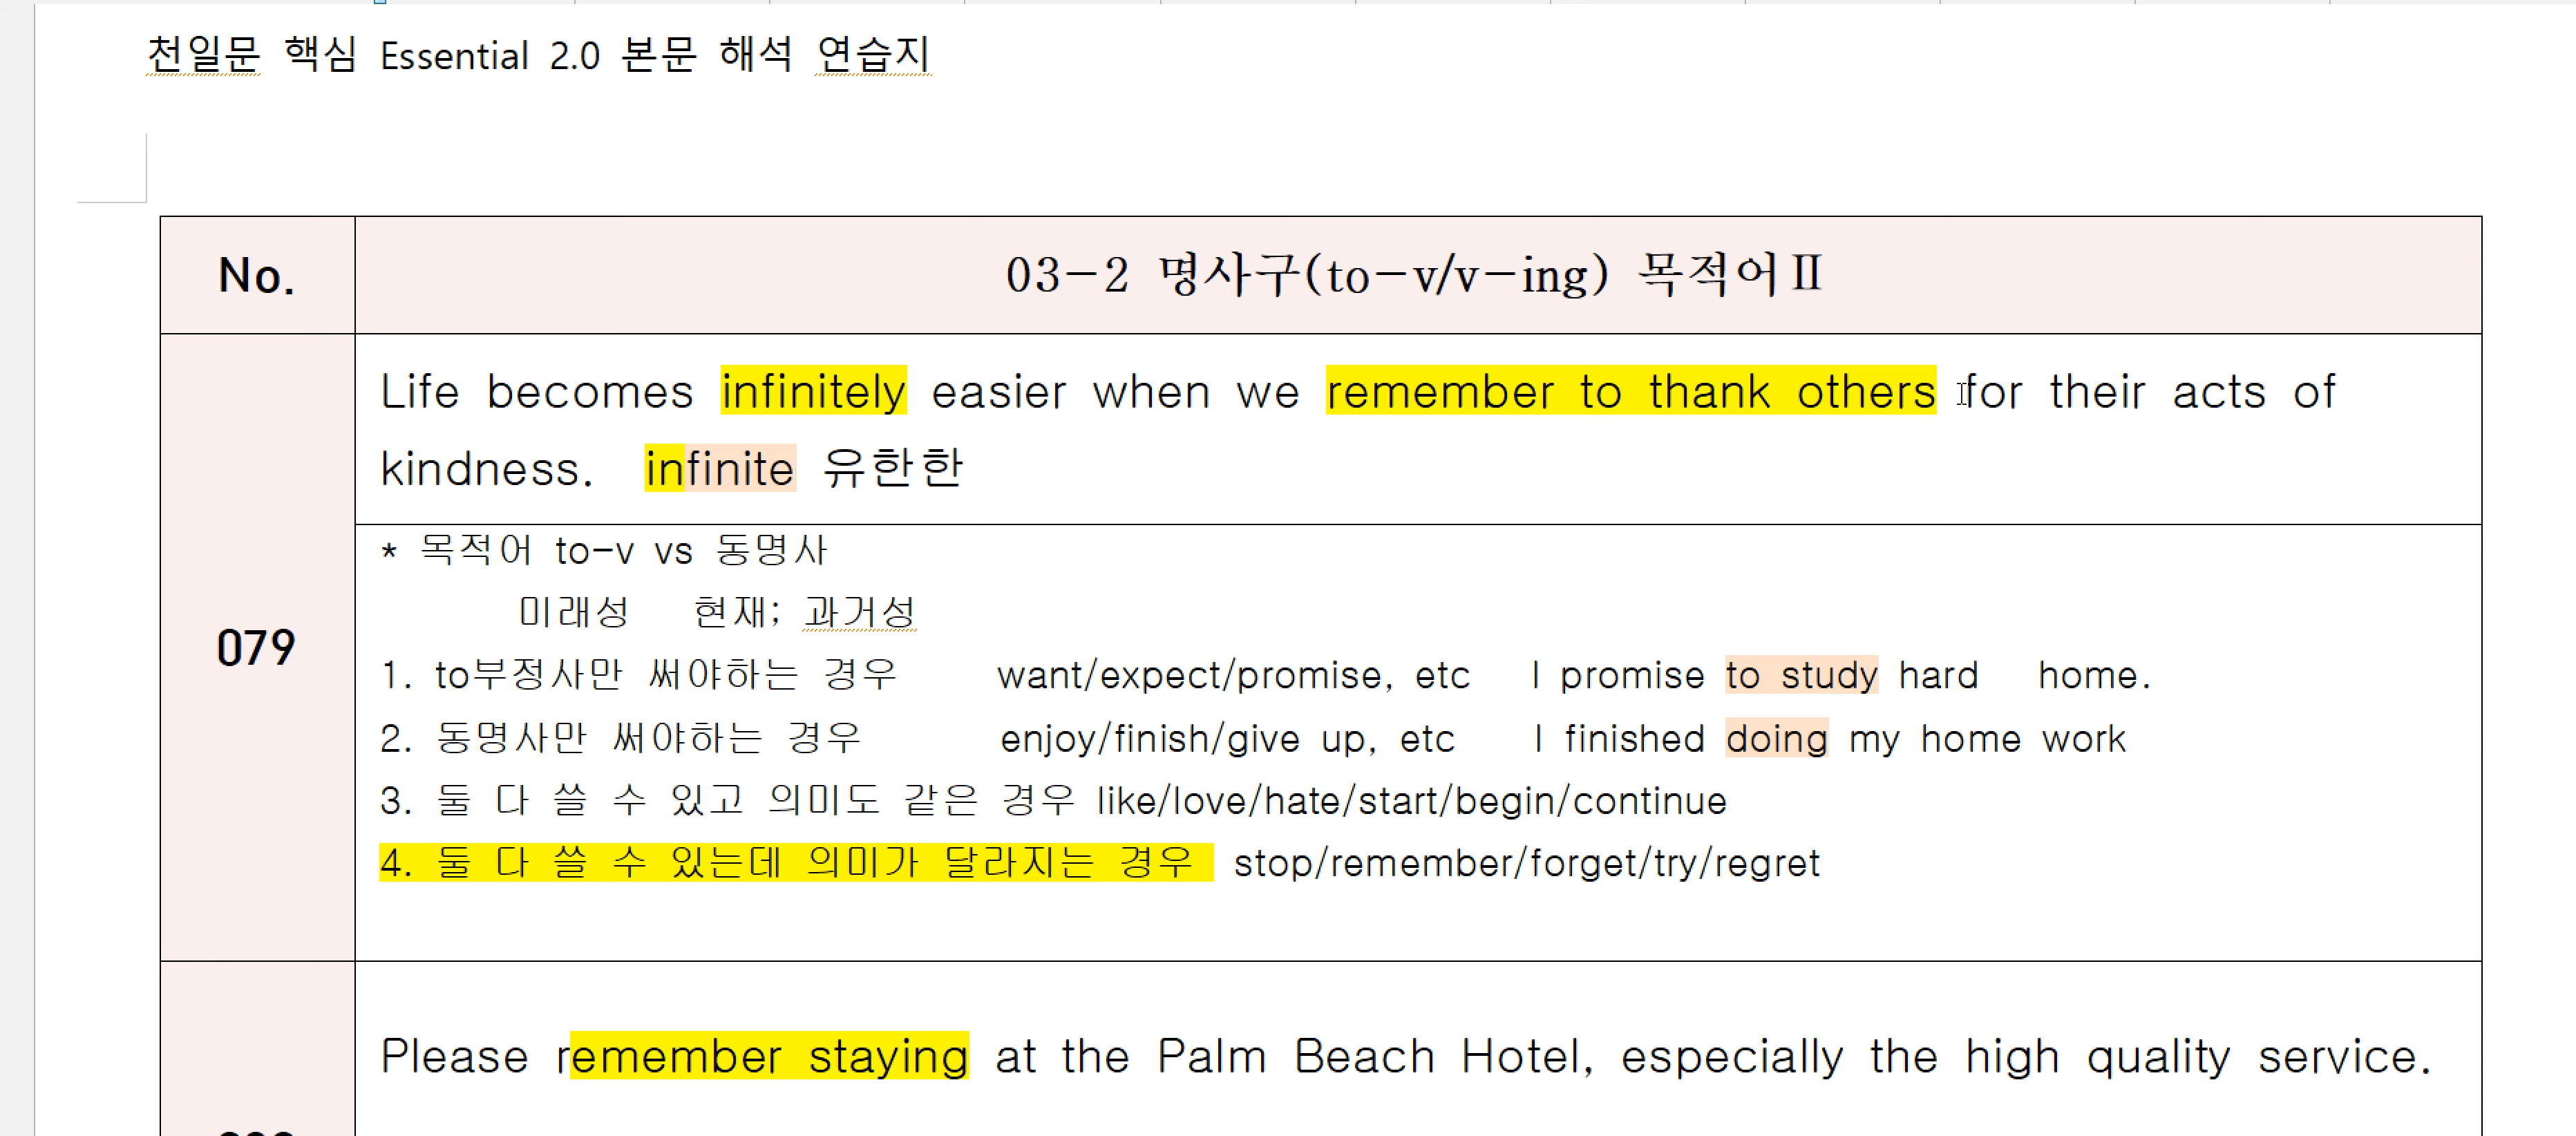 천일문 핵심 Essential 2.0 본문 해석 연습지
No.
03-2 명사구(to-v/v-ing) 목적어Ⅱ
079
Life becomes infinitely easier when we remember to thank others for their acts of
kindness. infinite 유한한
* 목적어 to-v vs 동명사
미래성 현재; 과거성
1. to부정사만 써야하는 경우 want/expect/promise, etc I promise to study hard home.
2. 동명사만 써야하는 경우 enjoy/finish/give up, etc I finished doing my home work
3. 둘 다 쓸 수 있고 의미도 같은 경우 like/love/hate/start/begin/continue
4. 둘 다 쓸 수 있는데 의미가 달라지는 경우 stop/remember/forget/try/regret
Please remember staying at the Palm Beach Hotel, especially the high quality service.